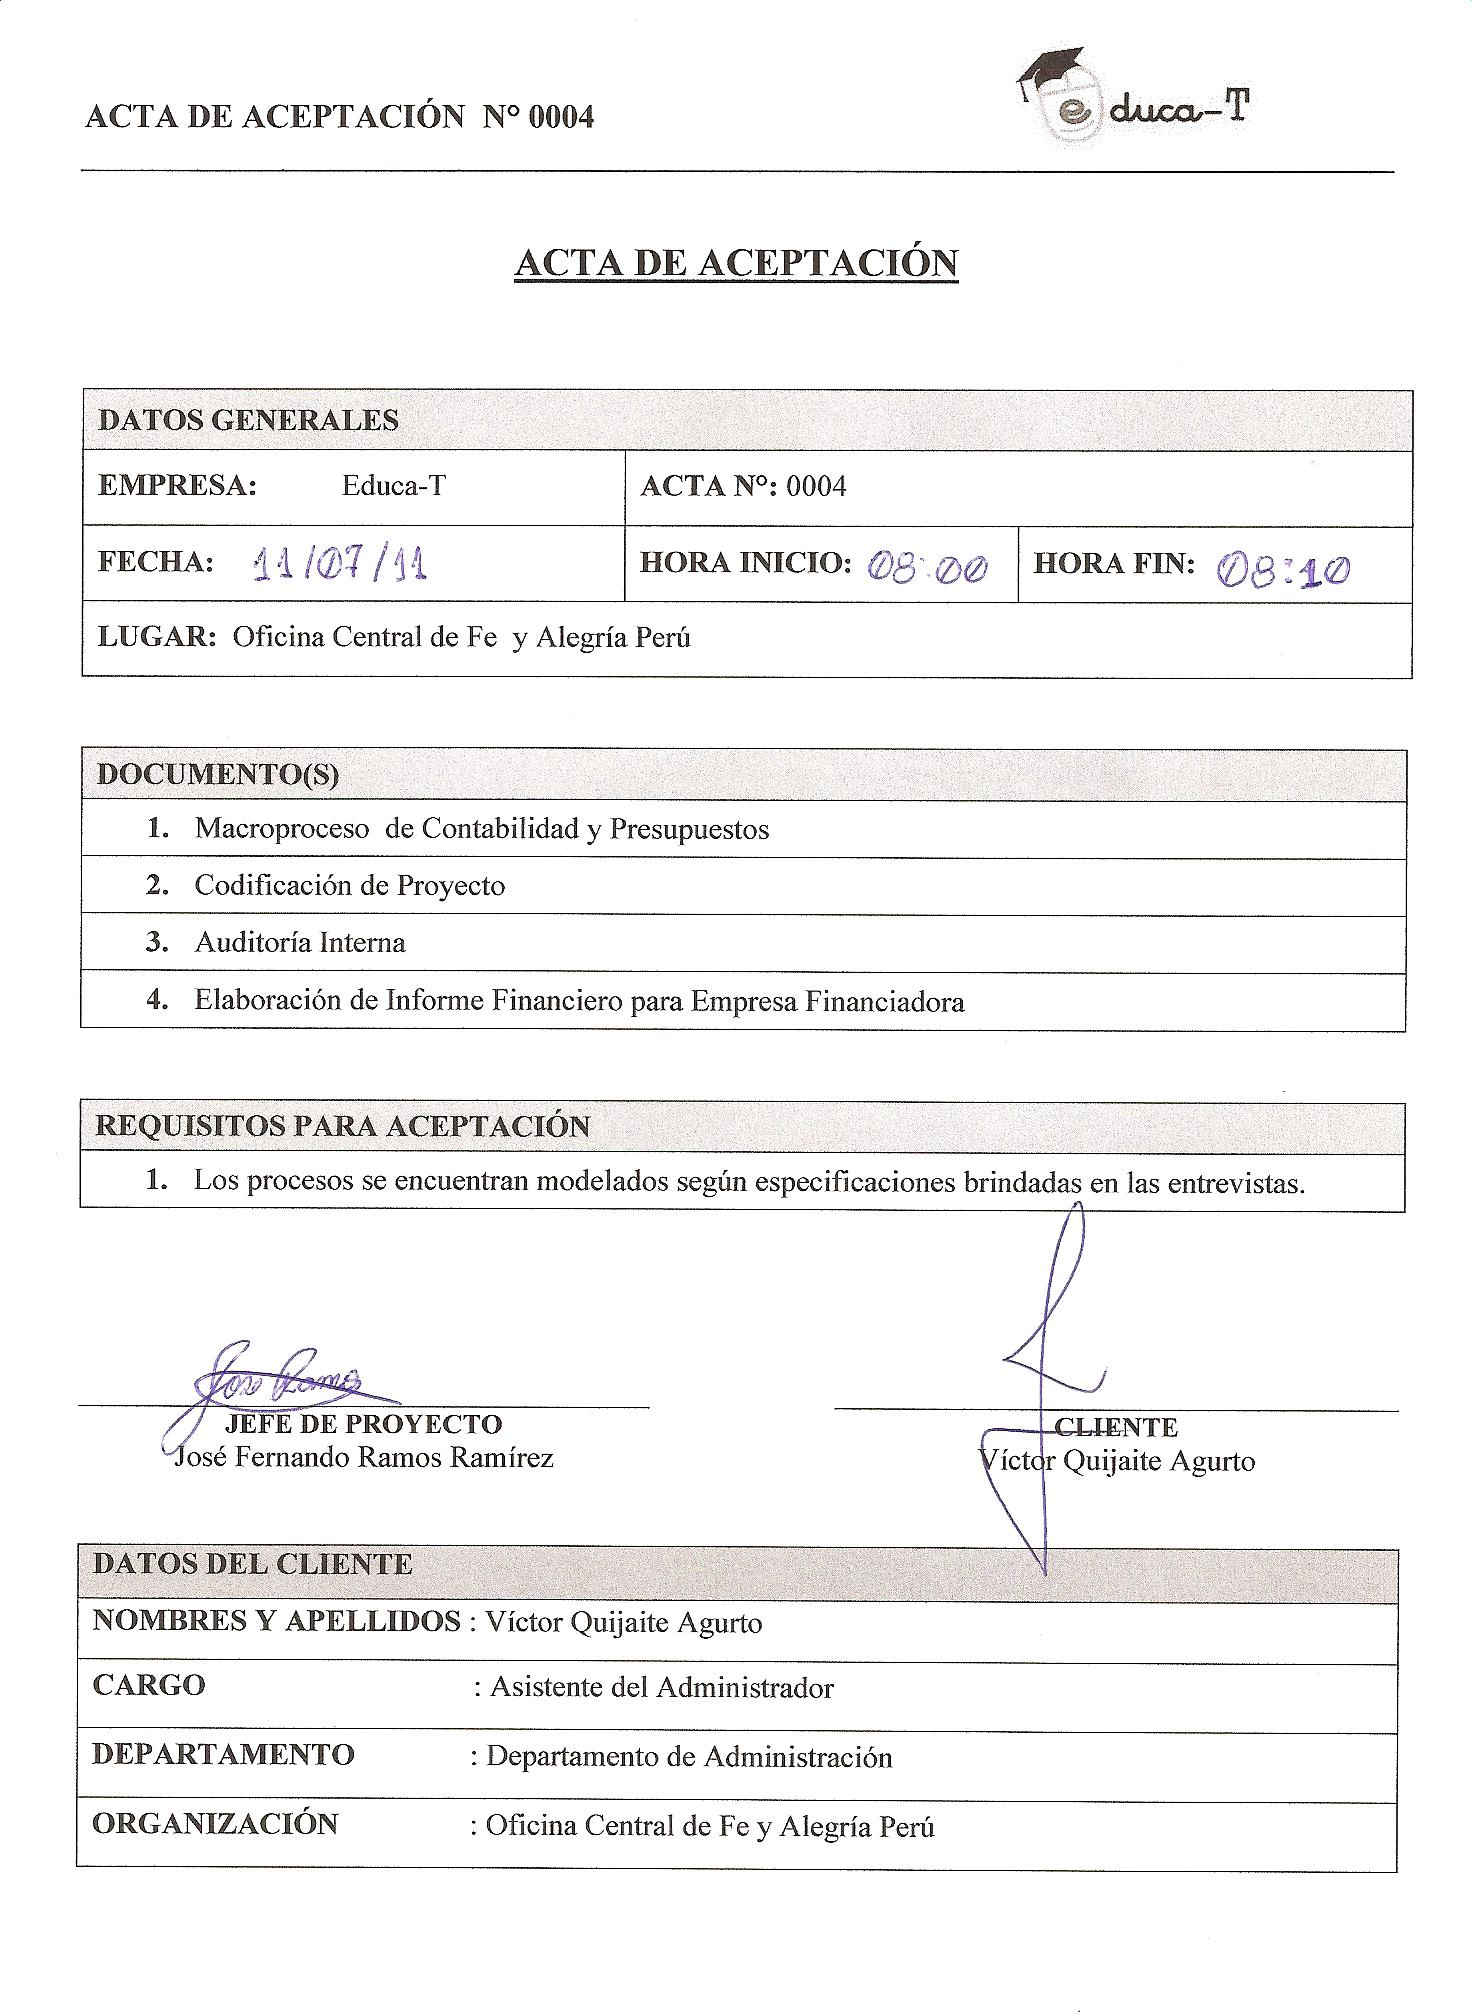 ACTA DE ACEPTACIÓN N° 0004
educa-T
ACTA DE ACEPTACIÓN
DATOS GENERALES
EMPRESA: Educa-T ACTA N°: 0004
FECHA: 11/07/11 HORA INICIO: 08:00 HORA FIN: 08:10
LUGAR: Oficina Central de Fe y Alegría Perú
DOCUMENTO(S)
1. Macroproceso de Contabilidad y Presupuestos
2. Codificación de Proyecto
3. Auditoría Interna
4. Elaboración de Informe Financiero para Empresa Financiadora
REQUISITOS PARA ACEPTACIÓN
1. Los procesos se encuentran modelados según especificaciones brindadas en las entrevistas.
Jose Ramos
JEFE DE PROYECTO CLIENTE
José Fernando Ramos Ramírez Víctor Quijaite Agurto
DATOS DEL CLIENTE
NOMBRES Y APELLIDOS : Víctor Quijaite Agurto
CARGO : Asistente del Administrador
DEPARTAMENTO : Departamento de Administración
ORGANIZACIÓN : Oficina Central de Fe y Alegría Perú